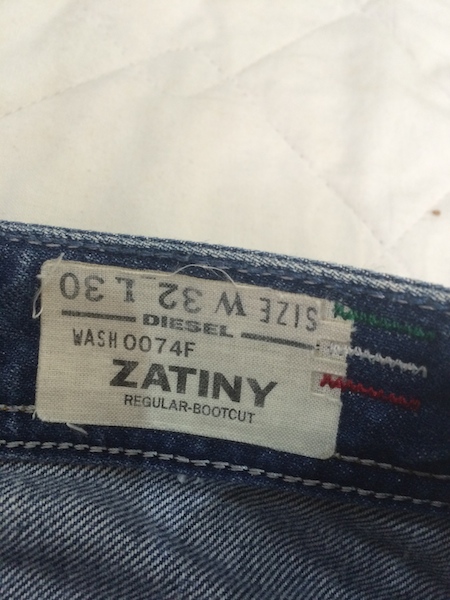 SIZE W 32 L 30
DIESEL
WASH 0074F
ZATINY
REGULAR-BOOTCUT